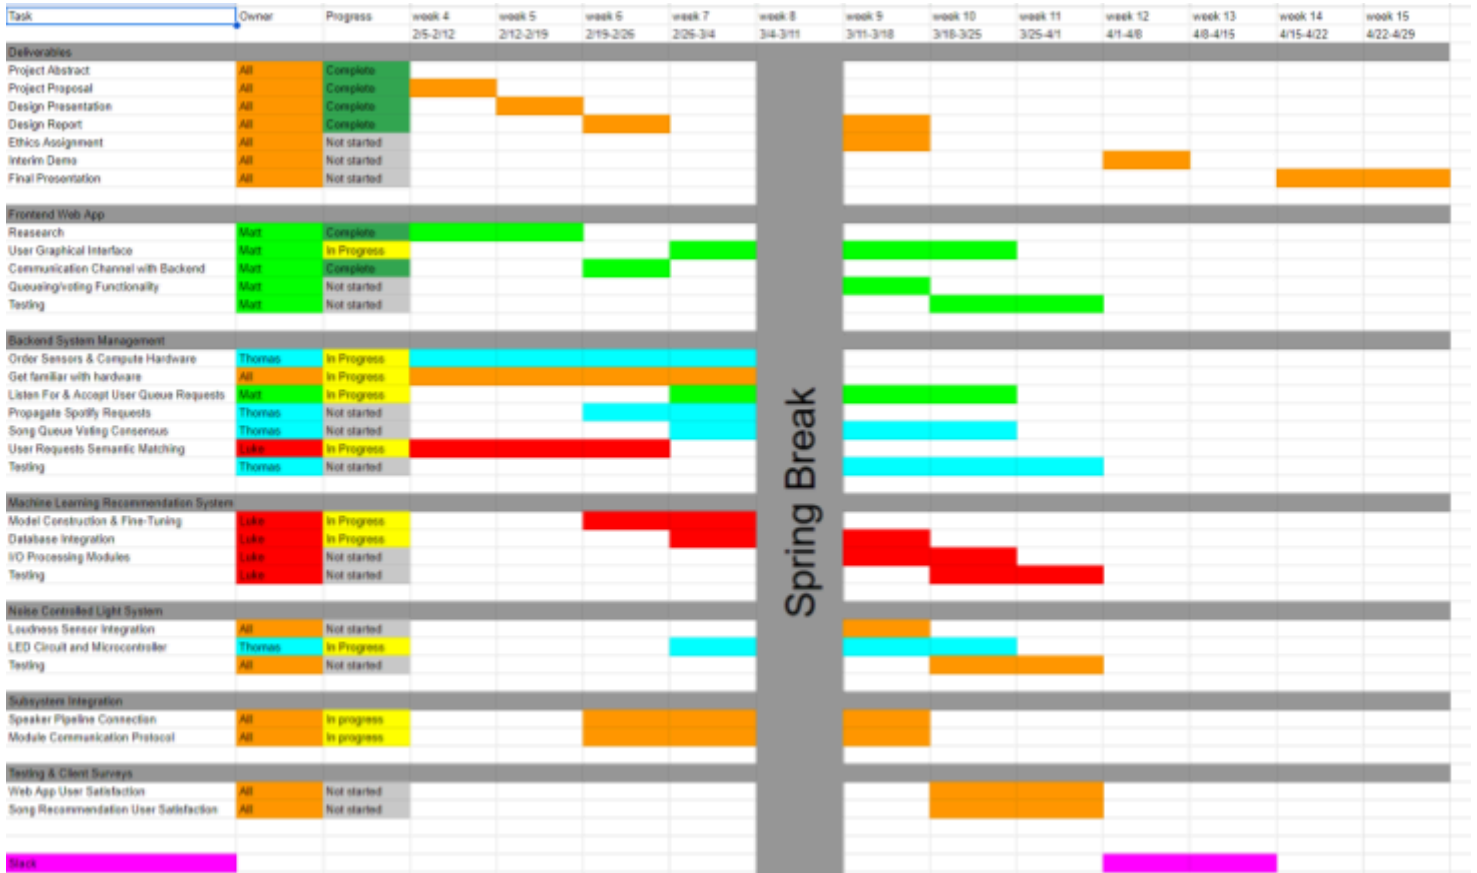 Task Owner Progress week 4 week 5 week 6 week 7 week 8 week 9 week 10 week 11 week 12 week 13 week 14 week 15
2/5-2/12 2/12-2/19 2/19-2/26 2/26-3/4 3/4-3/11 3/11-3/18 3/18-3/25 3/25-4/1 4/1-4/8 4/8-4/15 4/15-4/22 4/22-4/29
Deliverables
Project Abstract All Complete
Project Proposal All Complete
Design Presentation All Complete
Design Report All Complete
Ethics Assignment All Not started
Interim Demo All Not started
Final Presentation All Not started
Frontend Web App
Reasearch Matt Complete
User Graphical Interface Matt In Progress
Communication Channel with Backend Matt Complete
Queueing/voting Functionality Matt Not started
Testing Matt Not started
Backend System Management
Order Sensors & Compute Hardware Thomas In Progress
Get familiar with hardware All In Progress
Listen For & Accept User Queue Requests Matt In Progress
Propagate Spotify Requests Thomas Not started
Song Queue Voting Consensus Thomas Not started
User Requests Semantic Matching Luke In Progress
Testing Thomas Not started
Spring Break
Machine Learning Recommendation System
Model Construction & Fine-Tuning Luke In Progress
Database Integration Luke In Progress
I/O Processing Modules Luke Not started
Testing Luke Not started
Noise Controlled Light System
Loudness Sensor Integration All Not started
LED Circuit and Microcontroller Thomas In Progress
Testing All Not started
Subsystem Integration
Speaker Pipeline Connection All In progress
Module Communication Protocol All In progress
Testing & Client Surveys
Web App User Satisfaction All Not started
Song Recommendation User Satisfaction All Not started
Slack